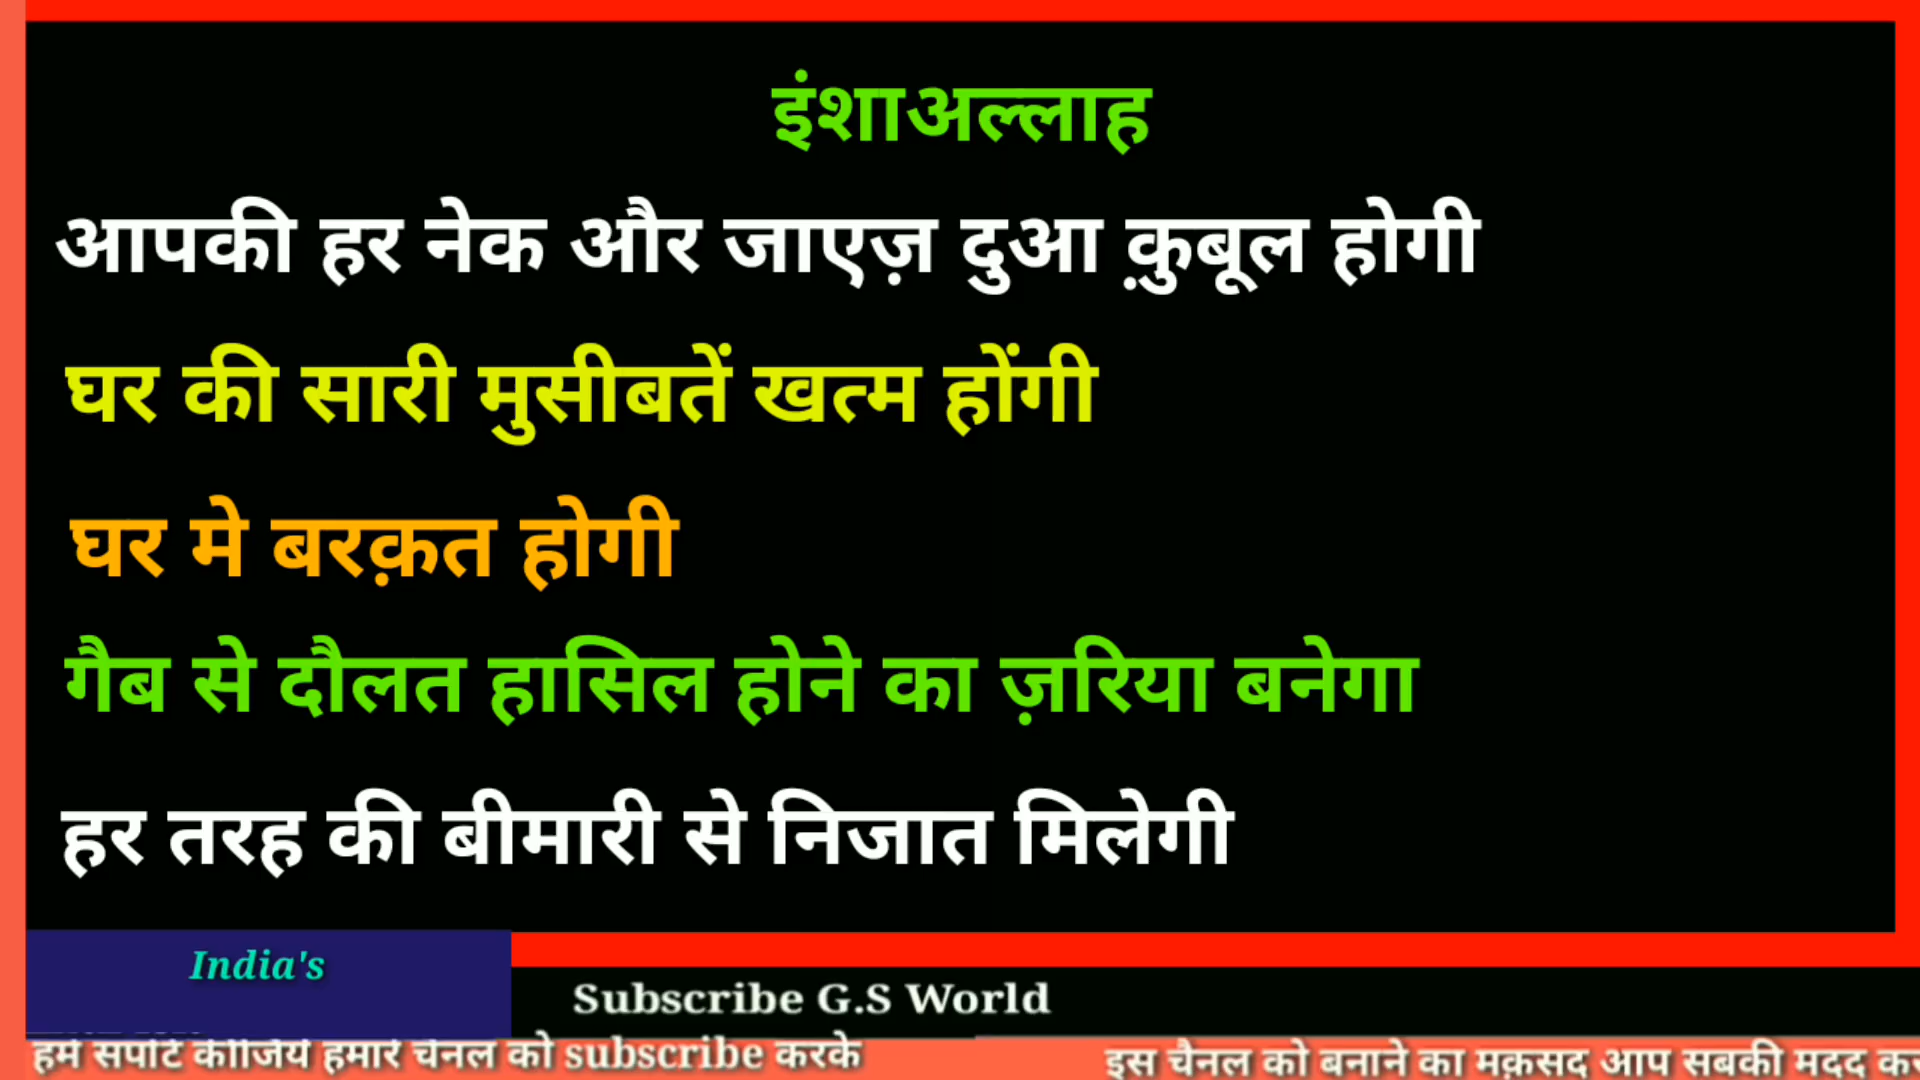 इंशाअल्लाह
आपकी हर नेक और जाएज़ दुआ क़ुबूल होगी
घर की सारी मुसीबतें खत्म होंगी
घर मे बरक़त होगी
गैब से दौलत हासिल होने का ज़रिया बनेगा
हर तरह की बीमारी से निजात मिलेगी
India's
Subscribe G.S World
हमे सपोर्ट कीजिये हमारे चैनल को subscribe करके
इस चैनल को बनाने का मक़सद आप सबकी मदद